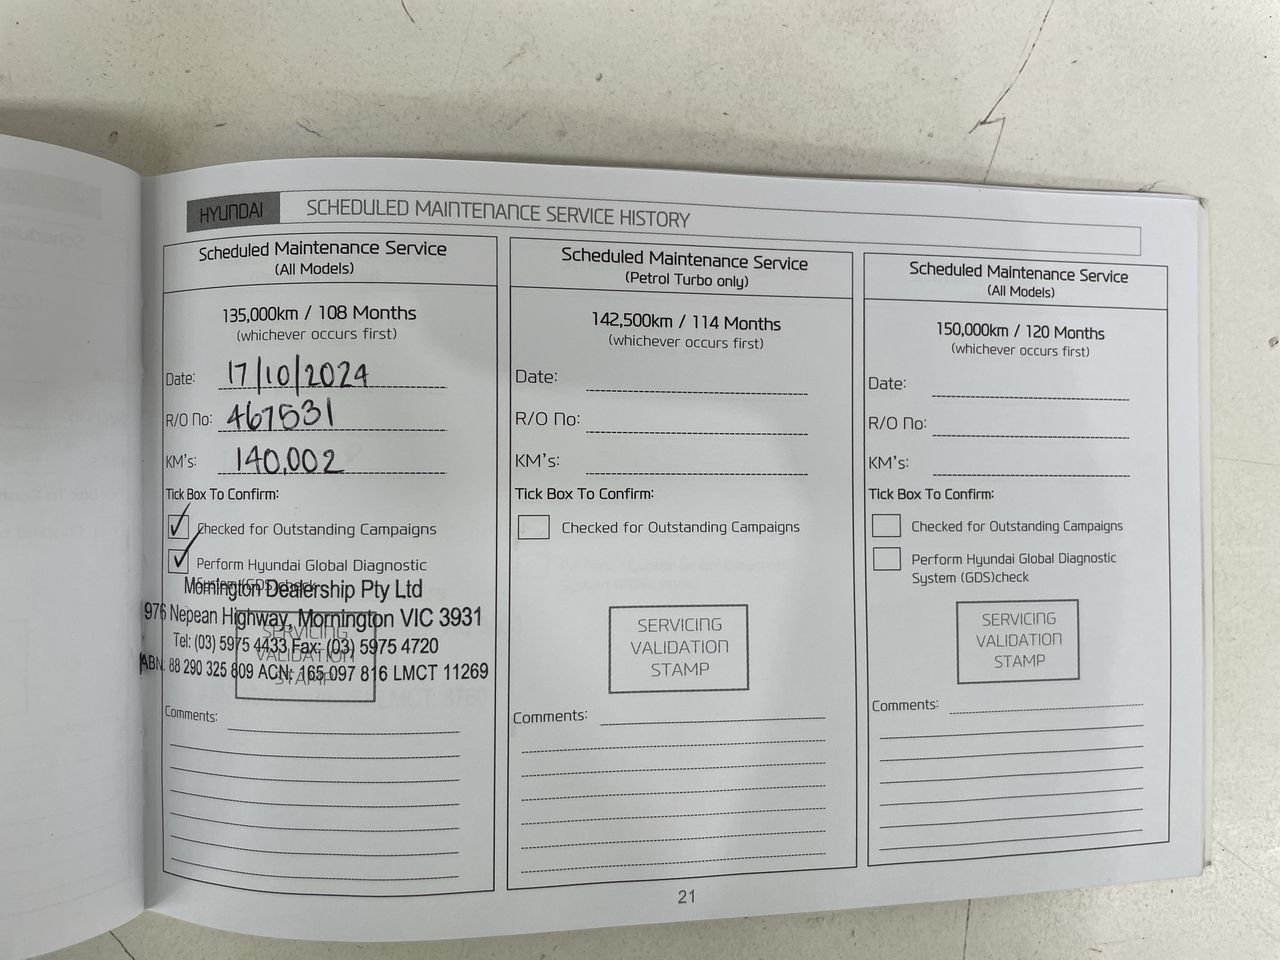 HYUNDAI SCHEDULED MAINTENANCE SERVICE HISTORY
Scheduled Maintenance Service
(All Models)
135,000km / 108 Months
(whichever occurs first)
Date: 17/10/2024
R/O No: 467531
KM's: 140,002
Tick Box To Confirm:
Checked for Outstanding Campaigns
Perform Hyundai Global Diagnostic
System (GDS)check
Mornington Dealership Pty Ltd
976 Nepean Highway, Mornington VIC 3931
Tel: (03) 5975 4433 Fax: (03) 5975 4720
ABN: 88 290 325 809 ACN: 165 097 816 LMCT 11269
SERVICING
VALIDATION
STAMP
Comments:
Scheduled Maintenance Service
(Petrol Turbo only)
142,500km / 114 Months
(whichever occurs first)
Date:
R/O No:
KM's:
Tick Box To Confirm:
Checked for Outstanding Campaigns
SERVICING
VALIDATION
STAMP
Comments:
Scheduled Maintenance Service
(All Models)
150,000km / 120 Months
(whichever occurs first)
Date:
R/O No:
KM's:
Tick Box To Confirm:
Checked for Outstanding Campaigns
Perform Hyundai Global Diagnostic
System (GDS)check
SERVICING
VALIDATION
STAMP
Comments:
21